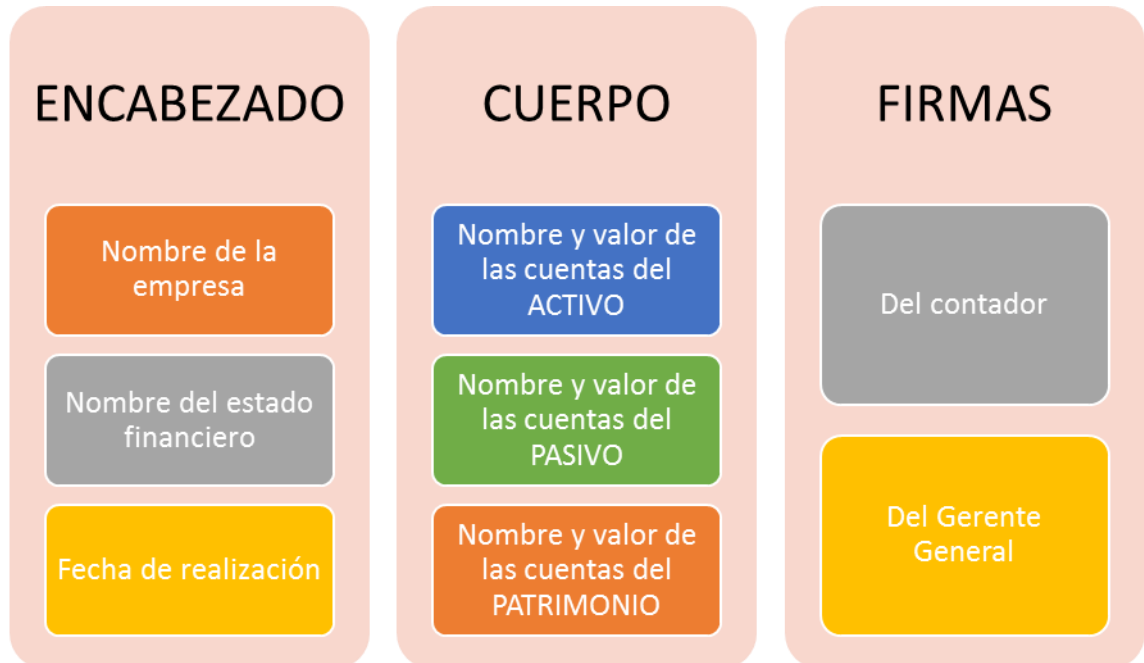 ENCABEZADO
Nombre de la
empresa
Nombre del estado
financiero
Fecha de realización
CUERPO
Nombre y valor de
las cuentas del
ACTIVO
Nombre y valor de
las cuentas del
PASIVO
Nombre y valor de
las cuentas del
PATRIMONIO
FIRMAS
Del contador
Del Gerente
General